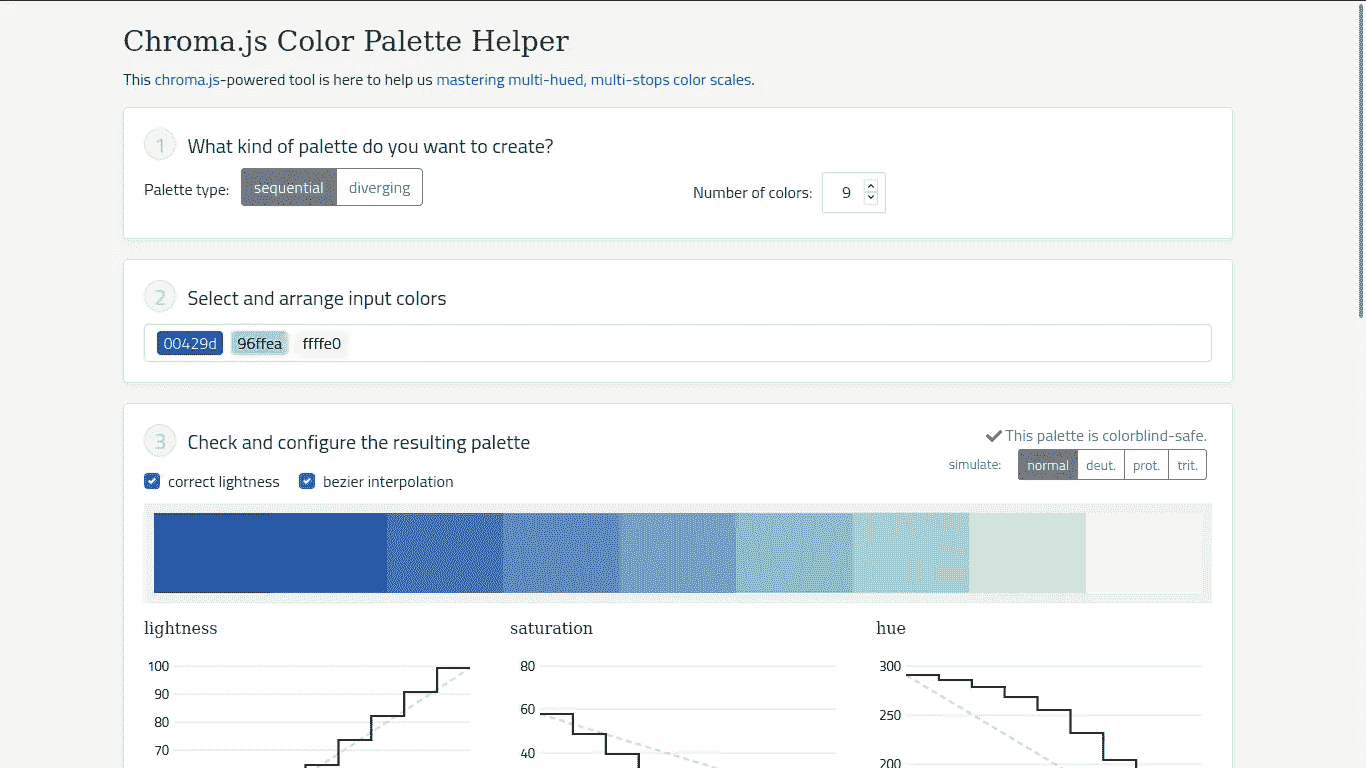 Chroma.js Color Palette Helper
This chroma.js-powered tool is here to help us mastering multi-hued, multi-stops color scales.
1 What kind of palette do you want to create?
Palette type: sequential diverging Number of colors: 9
2 Select and arrange input colors
00429d 96ffea ffffe0
3 Check and configure the resulting palette
This palette is colorblind-safe.
simulate: normal deut. prot. trit.
correct lightness bezier interpolation
lightness saturation hue
100 80 300
90
60
80 250
70 40
200